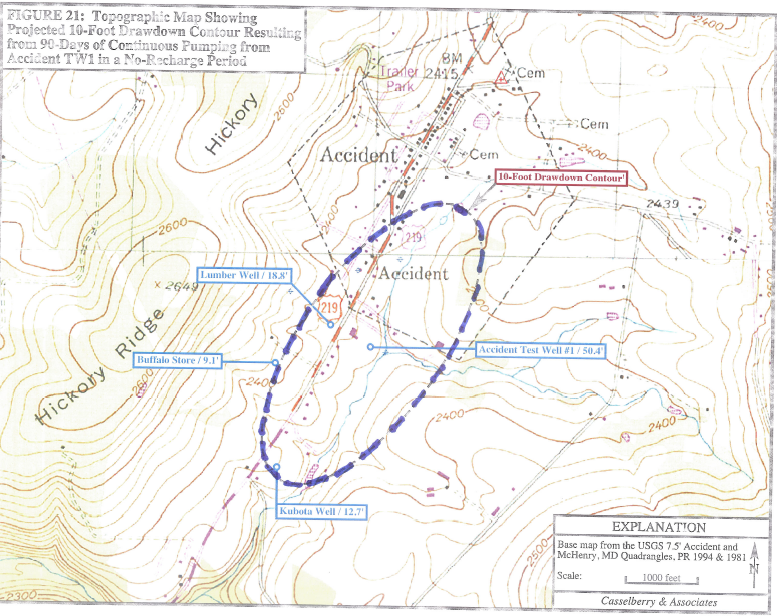 FIGURE 21: Topographic Map Showing
Projected 10-Foot Drawdown Contour Resulting
from 90-Days of Continuous Pumping from
Accident TW1 in a No-Recharge Period
2400
BM
2415
Trailer
Park
Cem
Hickory
2600
Cem
Accident
Cem
2400
10-Foot Drawdown Contour'
2439
2400
2600
219
Accident
Lumber Well / 18.8'
2649
219
Hickory Ridge
Buffalo Store / 9.1'
Accident Test Well #1 / 50.4'
2600
2400
2400
2400
Kubota Well / 12.7'
2500
2300
EXPLANATION
Base map from the USGS 7.5' Accident and
McHenry, MD Quadrangles, PR 1994 & 1981
N
Scale:
1000 feet
Casselberry & Associates